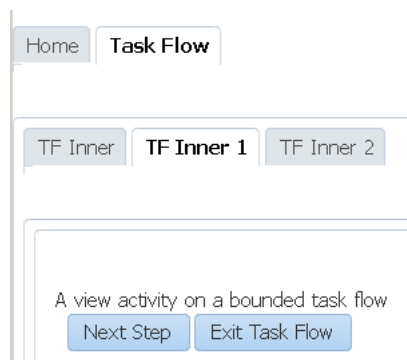 Home Task Flow
TF Inner TF Inner 1 TF Inner 2
A view activity on a bounded task flow
Next Step Exit Task Flow